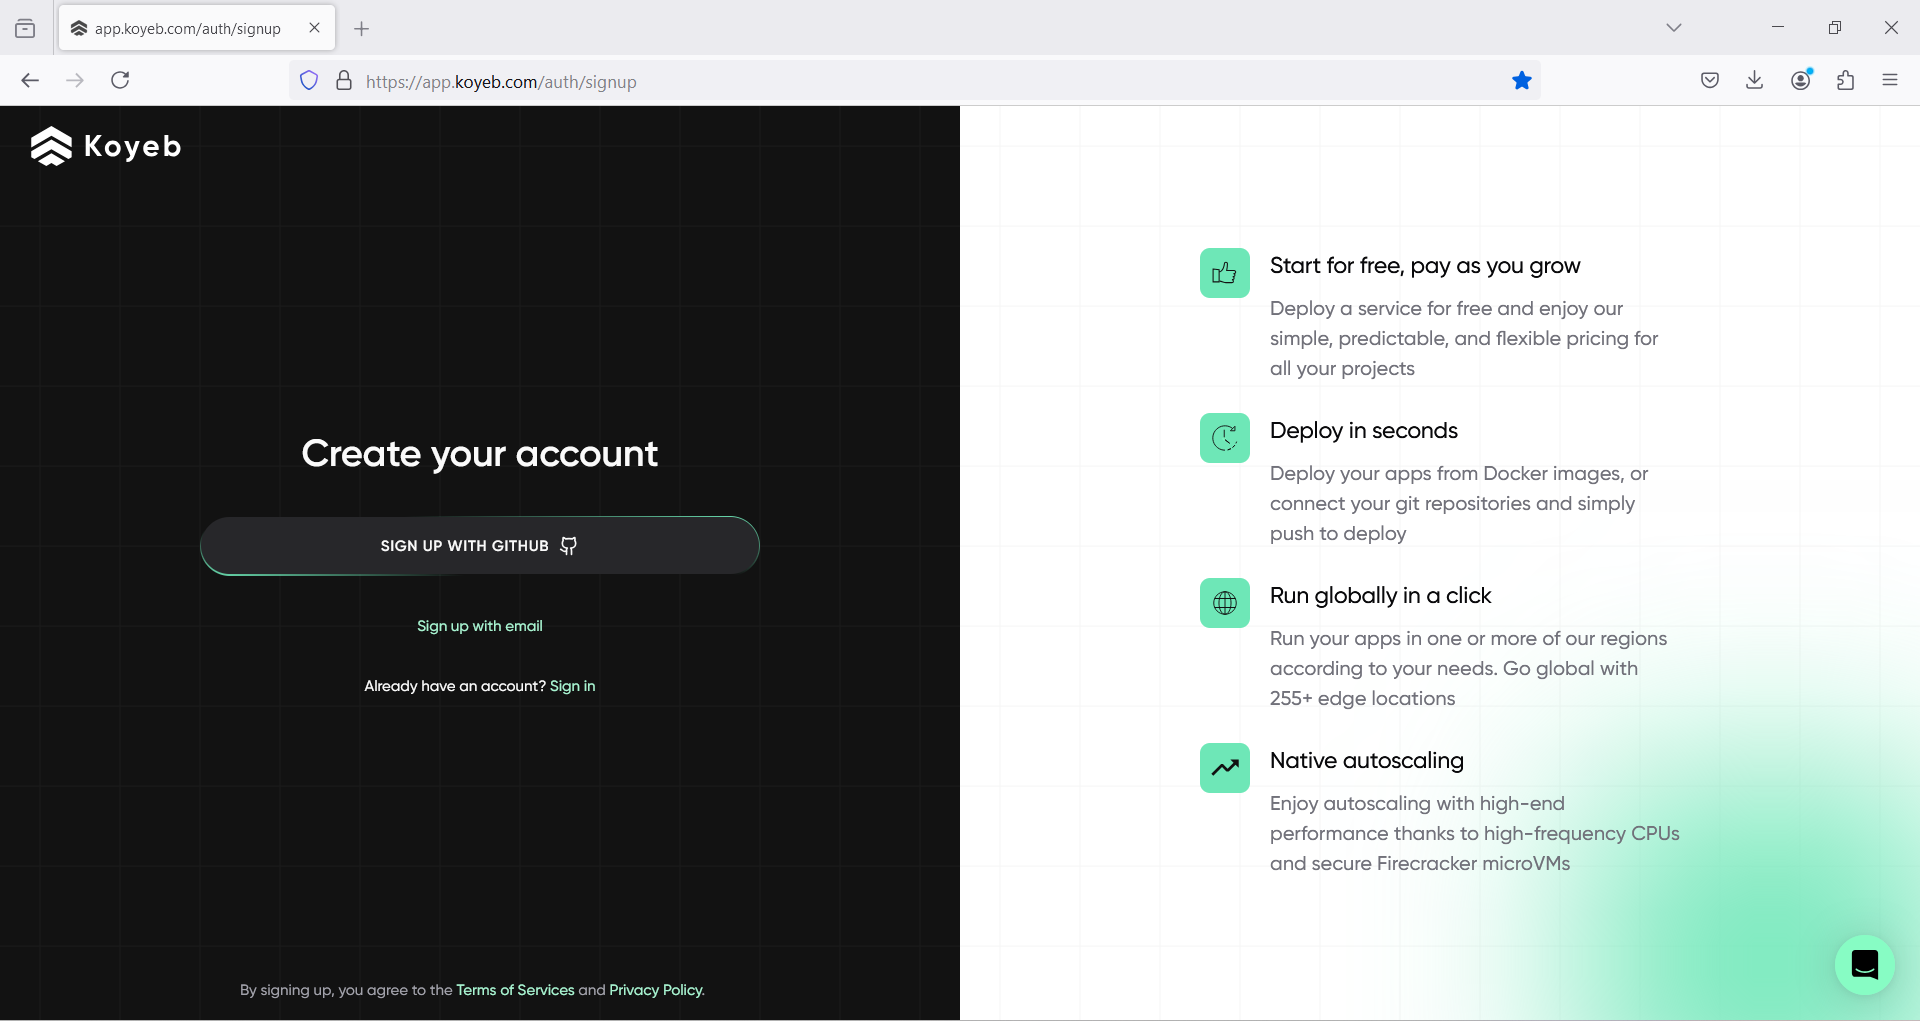 app.koyeb.com/auth/signup
https://app.koyeb.com/auth/signup
Koyeb
Create your account
SIGN UP WITH GITHUB
Sign up with email
Already have an account? Sign in
By signing up, you agree to the Terms of Services and Privacy Policy.
Start for free, pay as you grow
Deploy a service for free and enjoy our
simple, predictable, and flexible pricing for
all your projects
Deploy in seconds
Deploy your apps from Docker images, or
connect your git repositories and simply
push to deploy
Run globally in a click
Run your apps in one or more of our regions
according to your needs. Go global with
255+ edge locations
Native autoscaling
Enjoy autoscaling with high-end
performance thanks to high-frequency CPUs
and secure Firecracker microVMs